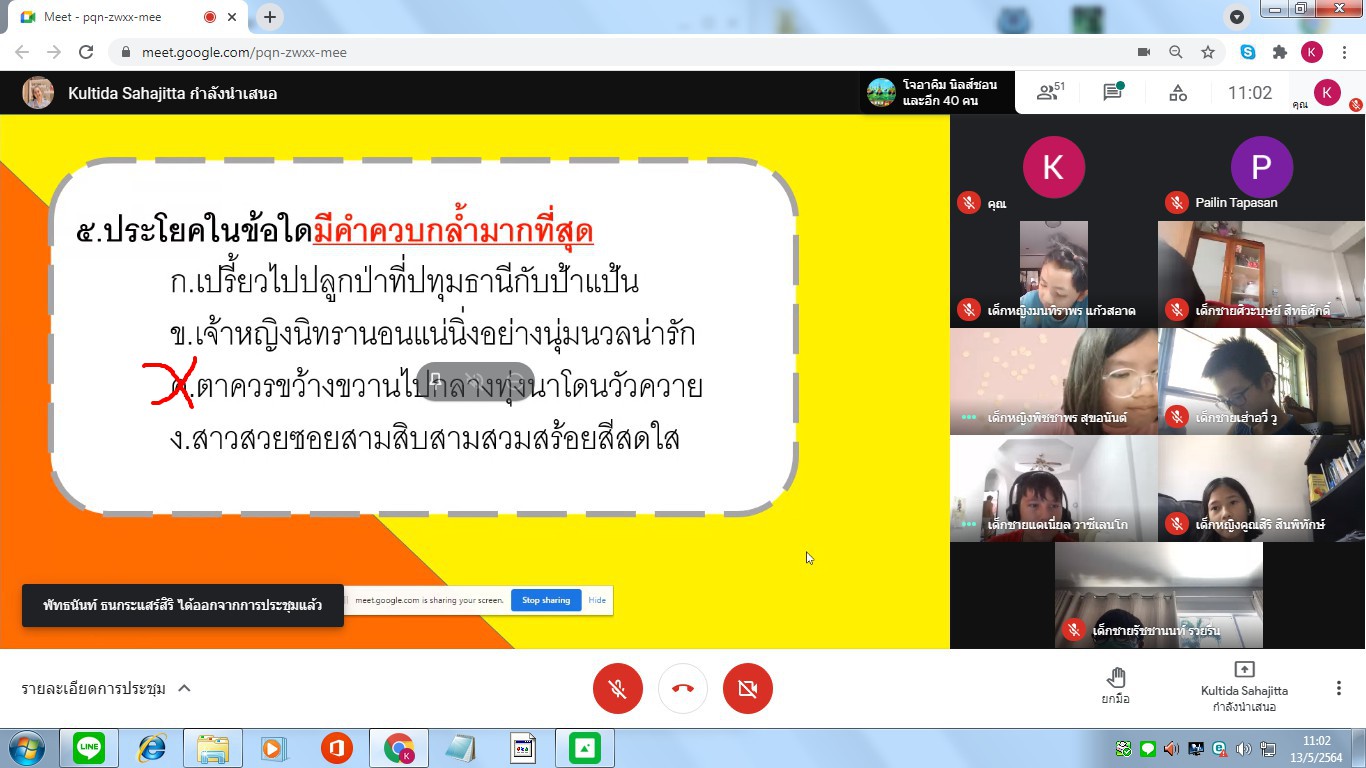 Meet - pqn-zwxx-mee
meet.google.com/pqn-zwxx-mee
K
Kultida Sahajitta กำลังนำเสนอ
โจอาคิม นิลส์ชอน
และอีก 40 คน
51
11:02
คุณ
K
๕.ประโยคในข้อใดมีคำควบกล้ำมากที่สุด
ก.เปรี้ยวไปปลูกป่าที่ปทุมธานีกับป้าแป้น
ข.เจ้าหญิงนิทรานอนแน่นิ่งอย่างนุ่มนวลน่ารัก
ค.ตาควรขว้างขวานไปกลางทุ่งนาโดนวัวควาย
ง.สาวสวยซอยสามสิบสามสวมสร้อยสีสดใส
K
คุณ
P
Pailin Tapasan
เด็กหญิงมนทิราพร แก้วสอาด
เด็กชายศิวะบุษย์ สิทธิศักดิ์
เด็กหญิงพิชชาพร สุขอนันต์
เด็กชายเฮ่าอวี่ วู
เด็กชายแดเนี่ยล วาซีเลนโก
เด็กหญิงคูณสิริ สินพิทักษ์
เด็กชายรัชชานนท์ รวยรื่น
พัทธนันท์ ธนกระแสร์สิริ ได้ออกจากการประชุมแล้ว
meet.google.com is sharing your screen.
Stop sharing
Hide
รายละเอียดการประชุม
ยกมือ
Kultida Sahajitta
กำลังนำเสนอ
LINE
K
11:02
13/5/2564